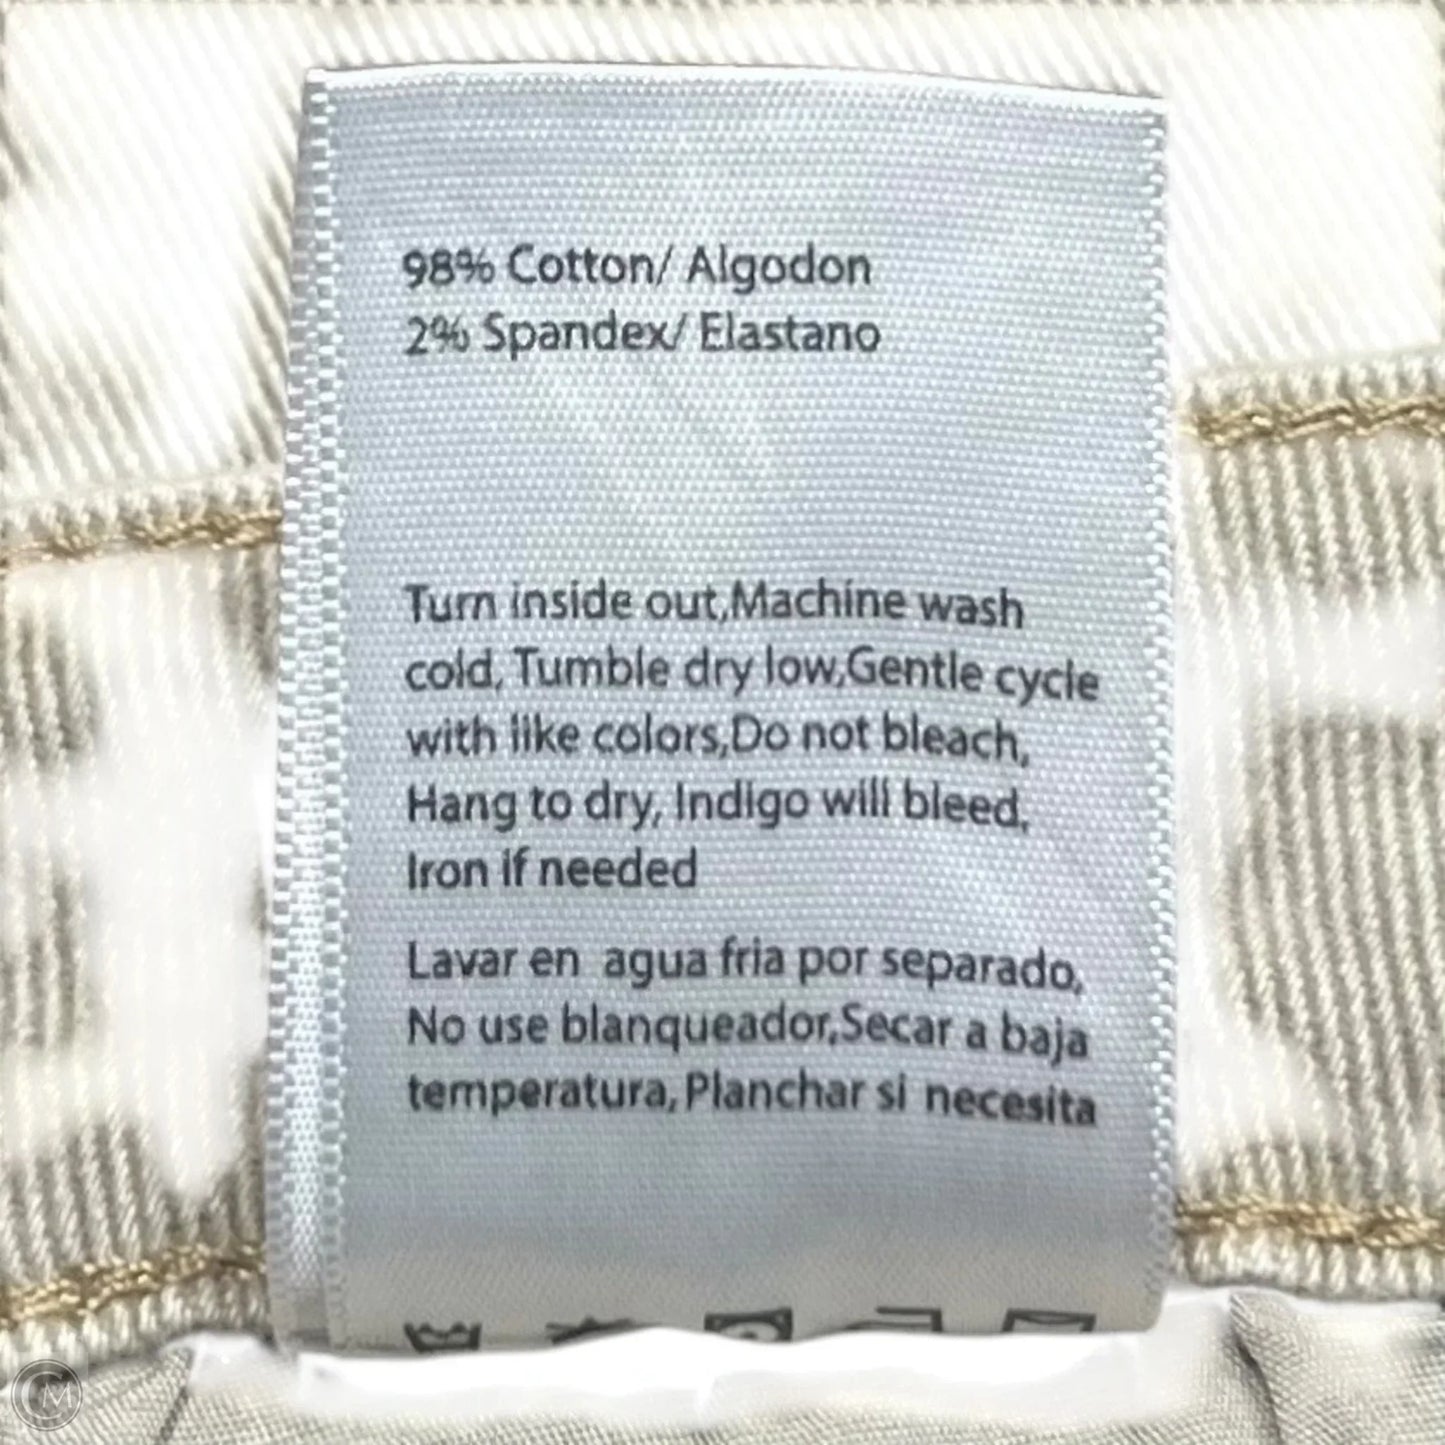 98% Cotton/ Algodon
2% Spandex/ Elastano
Turn inside out,Machine wash
cold, Tumble dry low,Gentle cycle
with like colors,Do not bleach,
Hang to dry, Indigo will bleed,
Iron if needed
Lavar en agua fria por separado,
No use blanqueador,Secar a baja
temperatura, Planchar si necesita
CM